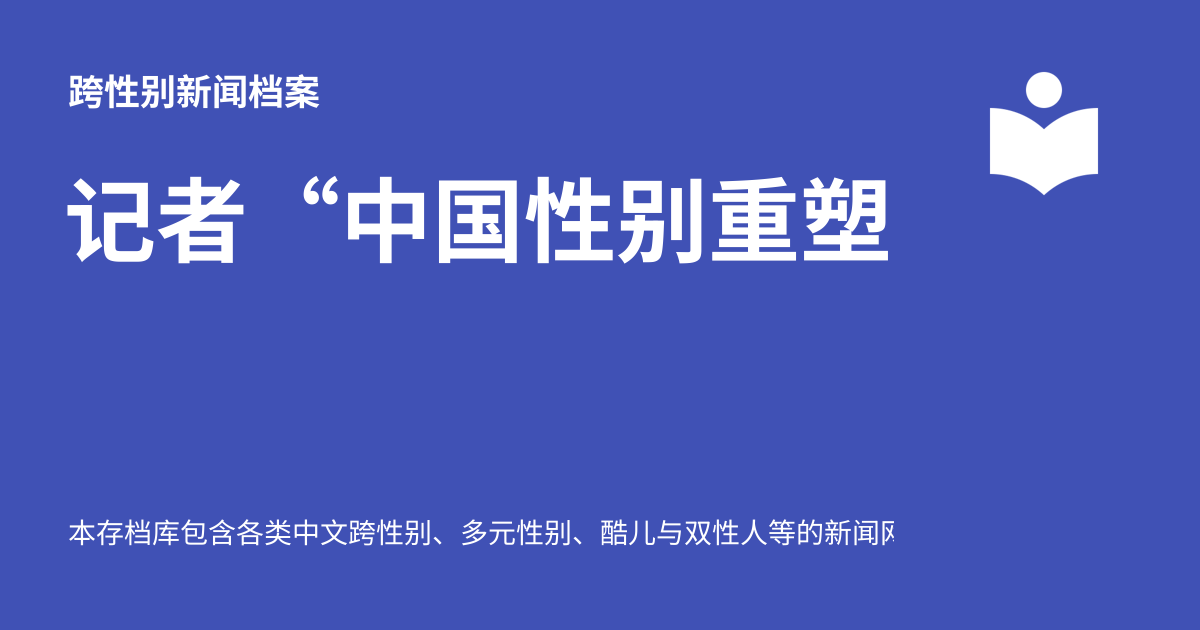 跨性别新闻档案
记者“中国性别重塑
本存档库包含各类中文跨性别、多元性别、酷儿与双性人等的新闻